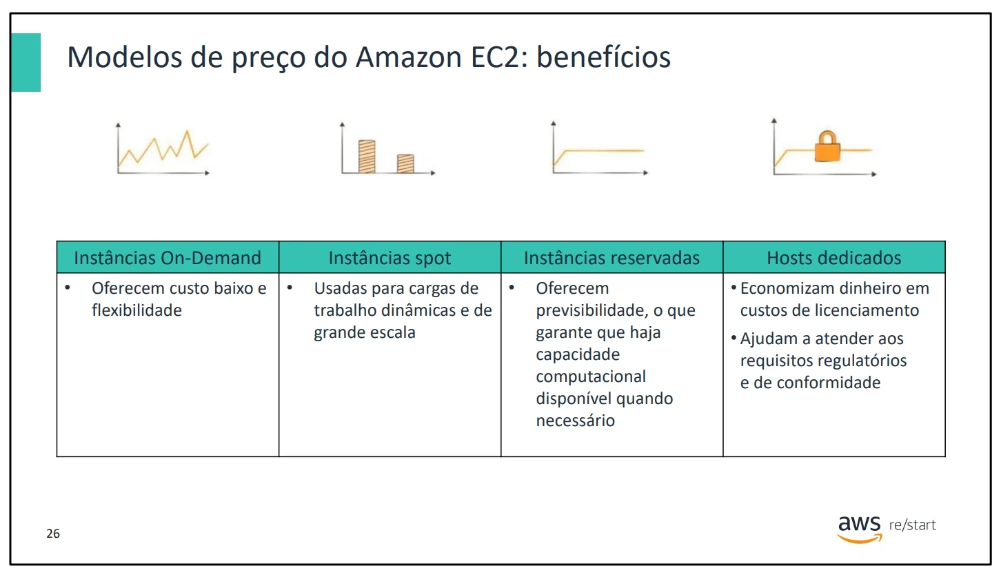 Modelos de preço do Amazon EC2: benefícios
Instâncias On-Demand
• Oferecem custo baixo e
flexibilidade
Instâncias spot
• Usadas para cargas de
trabalho dinâmicas e de
grande escala
Instâncias reservadas
• Oferecem
previsibilidade, o que
garante que haja
capacidade
computacional
disponível quando
necessário
Hosts dedicados
• Economizam dinheiro em
custos de licenciamento
• Ajudam a atender aos
requisitos regulatórios
e de conformidade
26
aws re/start